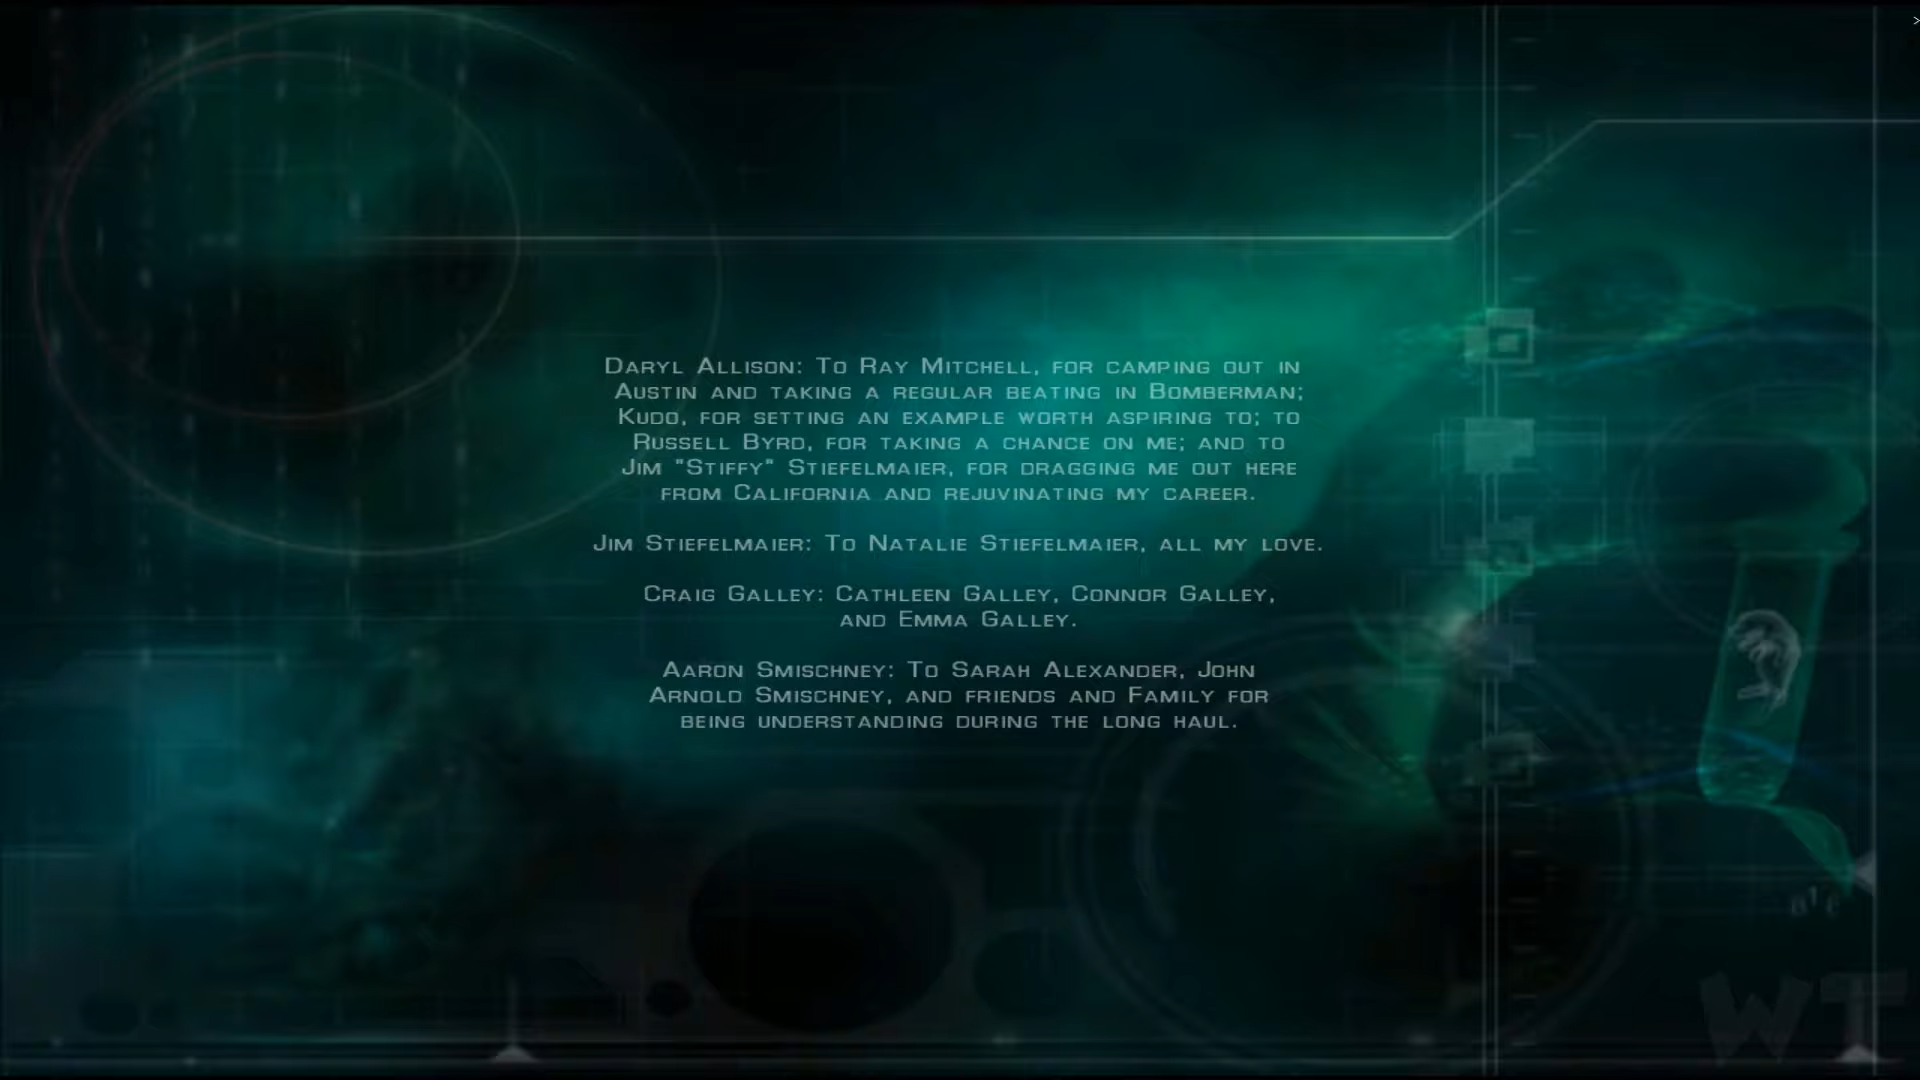 >
Daryl Allison: To Ray Mitchell, for camping out in
Austin and taking a regular beating in Bomberman;
Kudo, for setting an example worth aspiring to; to
Russell Byrd, for taking a chance on me; and to
Jim "Stiffy" Stiefelmaier, for dragging me out here
from California and rejuvinating my career.
Jim Stiefelmaier: To Natalie Stiefelmaier, all my love.
Craig Galley: Cathleen Galley, Connor Galley,
and Emma Galley.
Aaron Smischney: To Sarah Alexander, John
Arnold Smischney, and friends and Family for
being understanding during the long haul.
WT